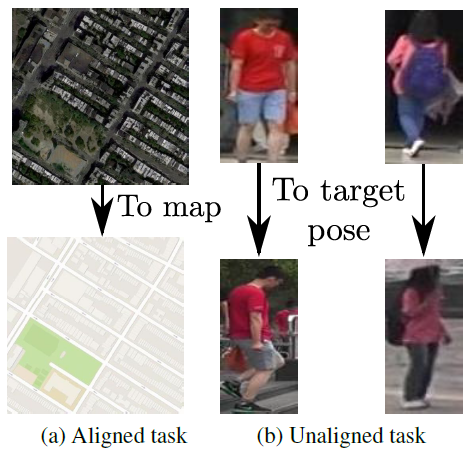 To map
To target
pose
(a) Aligned task
(b) Unaligned task